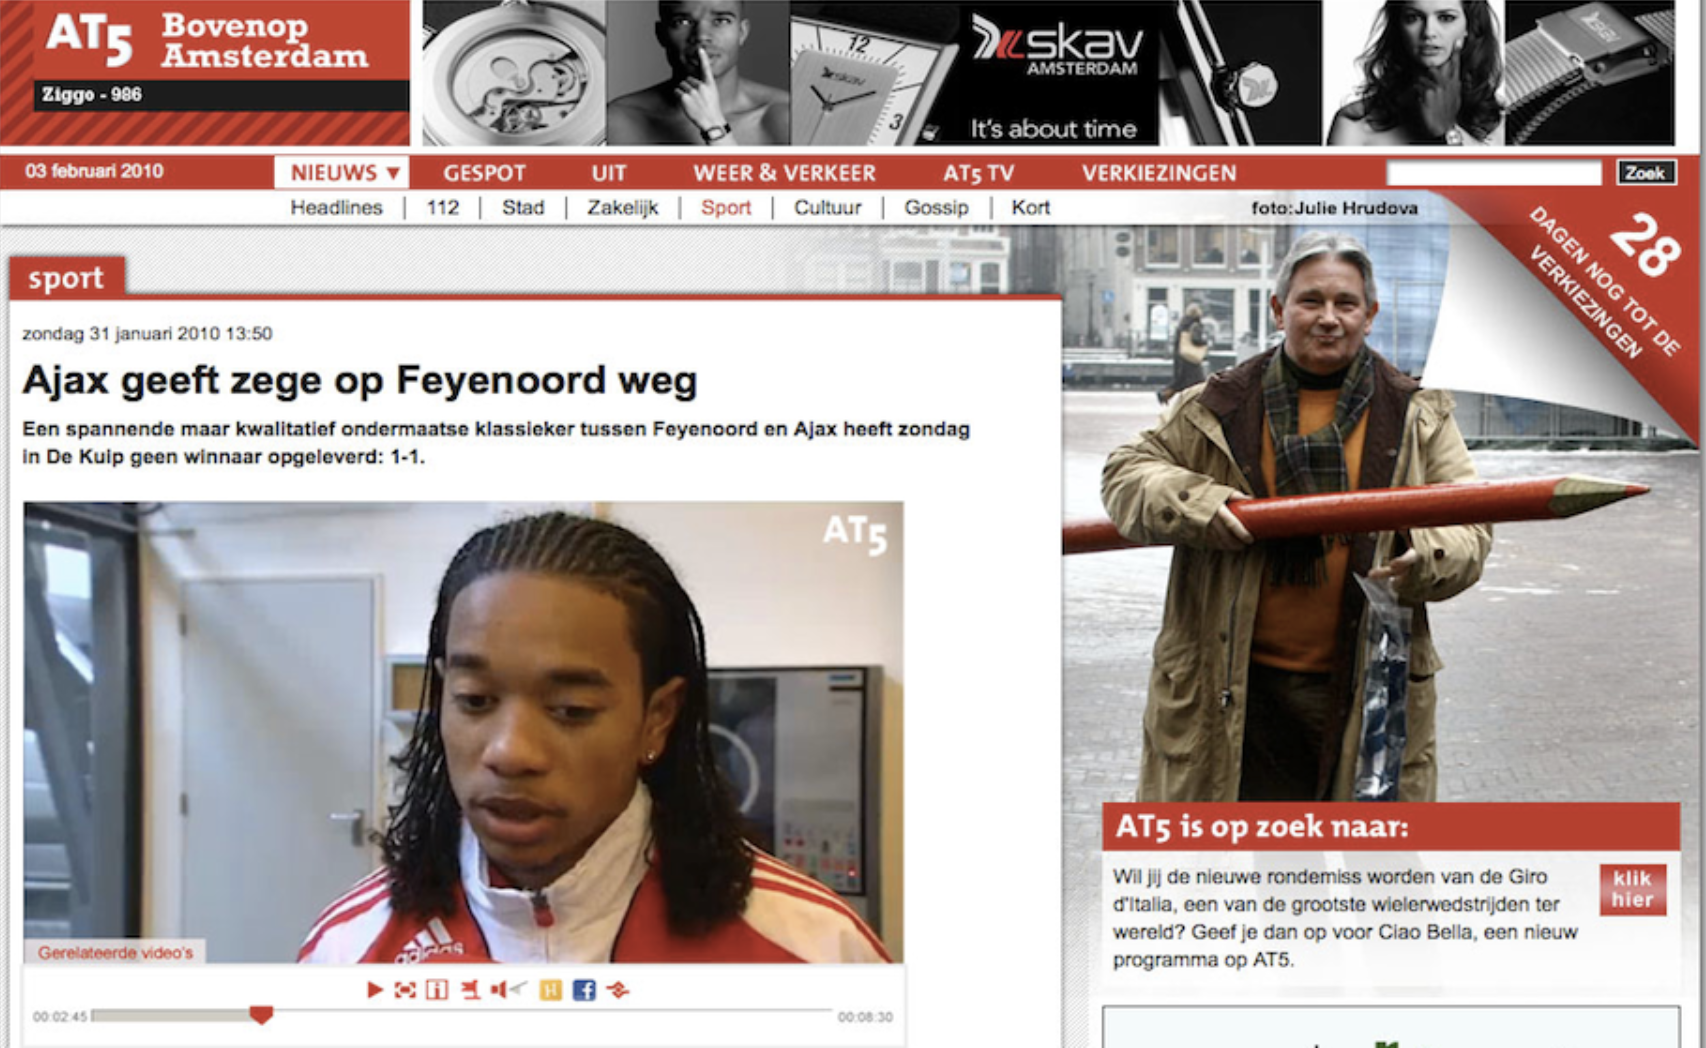 AT5 Bovenop
Amsterdam
Ziggo - 986
12
skav
3
skav
AMSTERDAM
It's about time
skav
03 februari 2010
NIEUWS ▼ GESPOT UIT WEER & VERKEER AT5 TV VERKIEZINGEN Zoek
Headlines | 112 | Stad | Zakelijk | Sport | Cultuur | Gossip | Kort
foto:Julie Hrudova
28
DAGEN NOG TOT DE
VERKIEZINGEN
sport
zondag 31 januari 2010 13:50
Ajax geeft zege op Feyenoord weg
Een spannende maar kwalitatief ondermaatse klassieker tussen Feyenoord en Ajax heeft zondag
in De Kuip geen winnaar opgeleverd: 1-1.
AT5
adidas
Gerelateerde video's
00:02:45 00:08:30
AT5 is op zoek naar:
Wil jij de nieuwe rondemiss worden van de Giro
d'Italia, een van de grootste wielerwedstrijden ter
wereld? Geef je dan op voor Ciao Bella, een nieuw
programma op AT5.
klik
hier